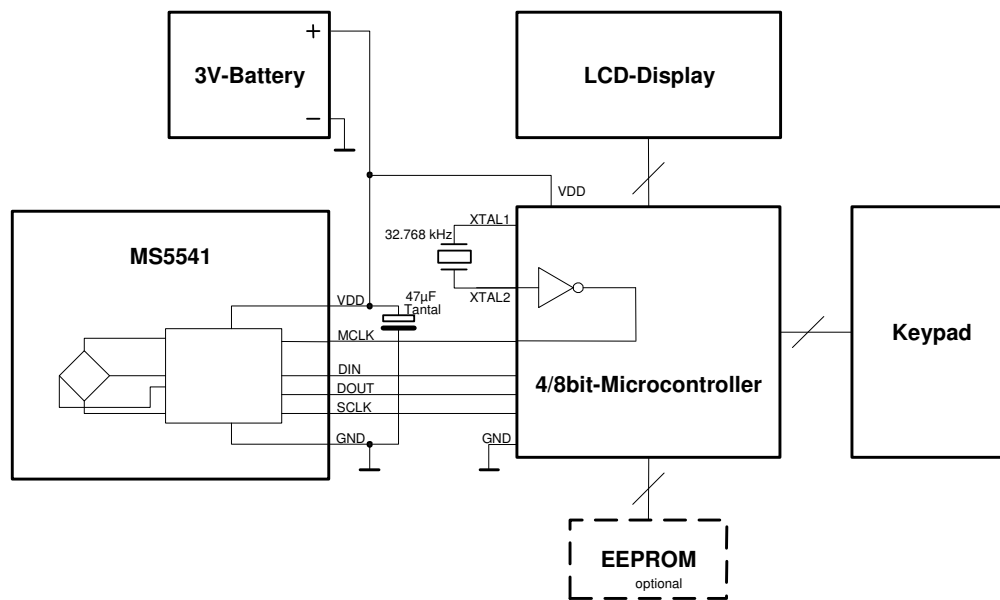 +
3V-Battery
−
LCD-Display
VDD
XTAL1
32.768 kHz
XTAL2
MS5541
VDD
47µF
Tantal
MCLK
DIN
DOUT
SCLK
GND
GND
4/8bit-Microcontroller
Keypad
EEPROM
optional